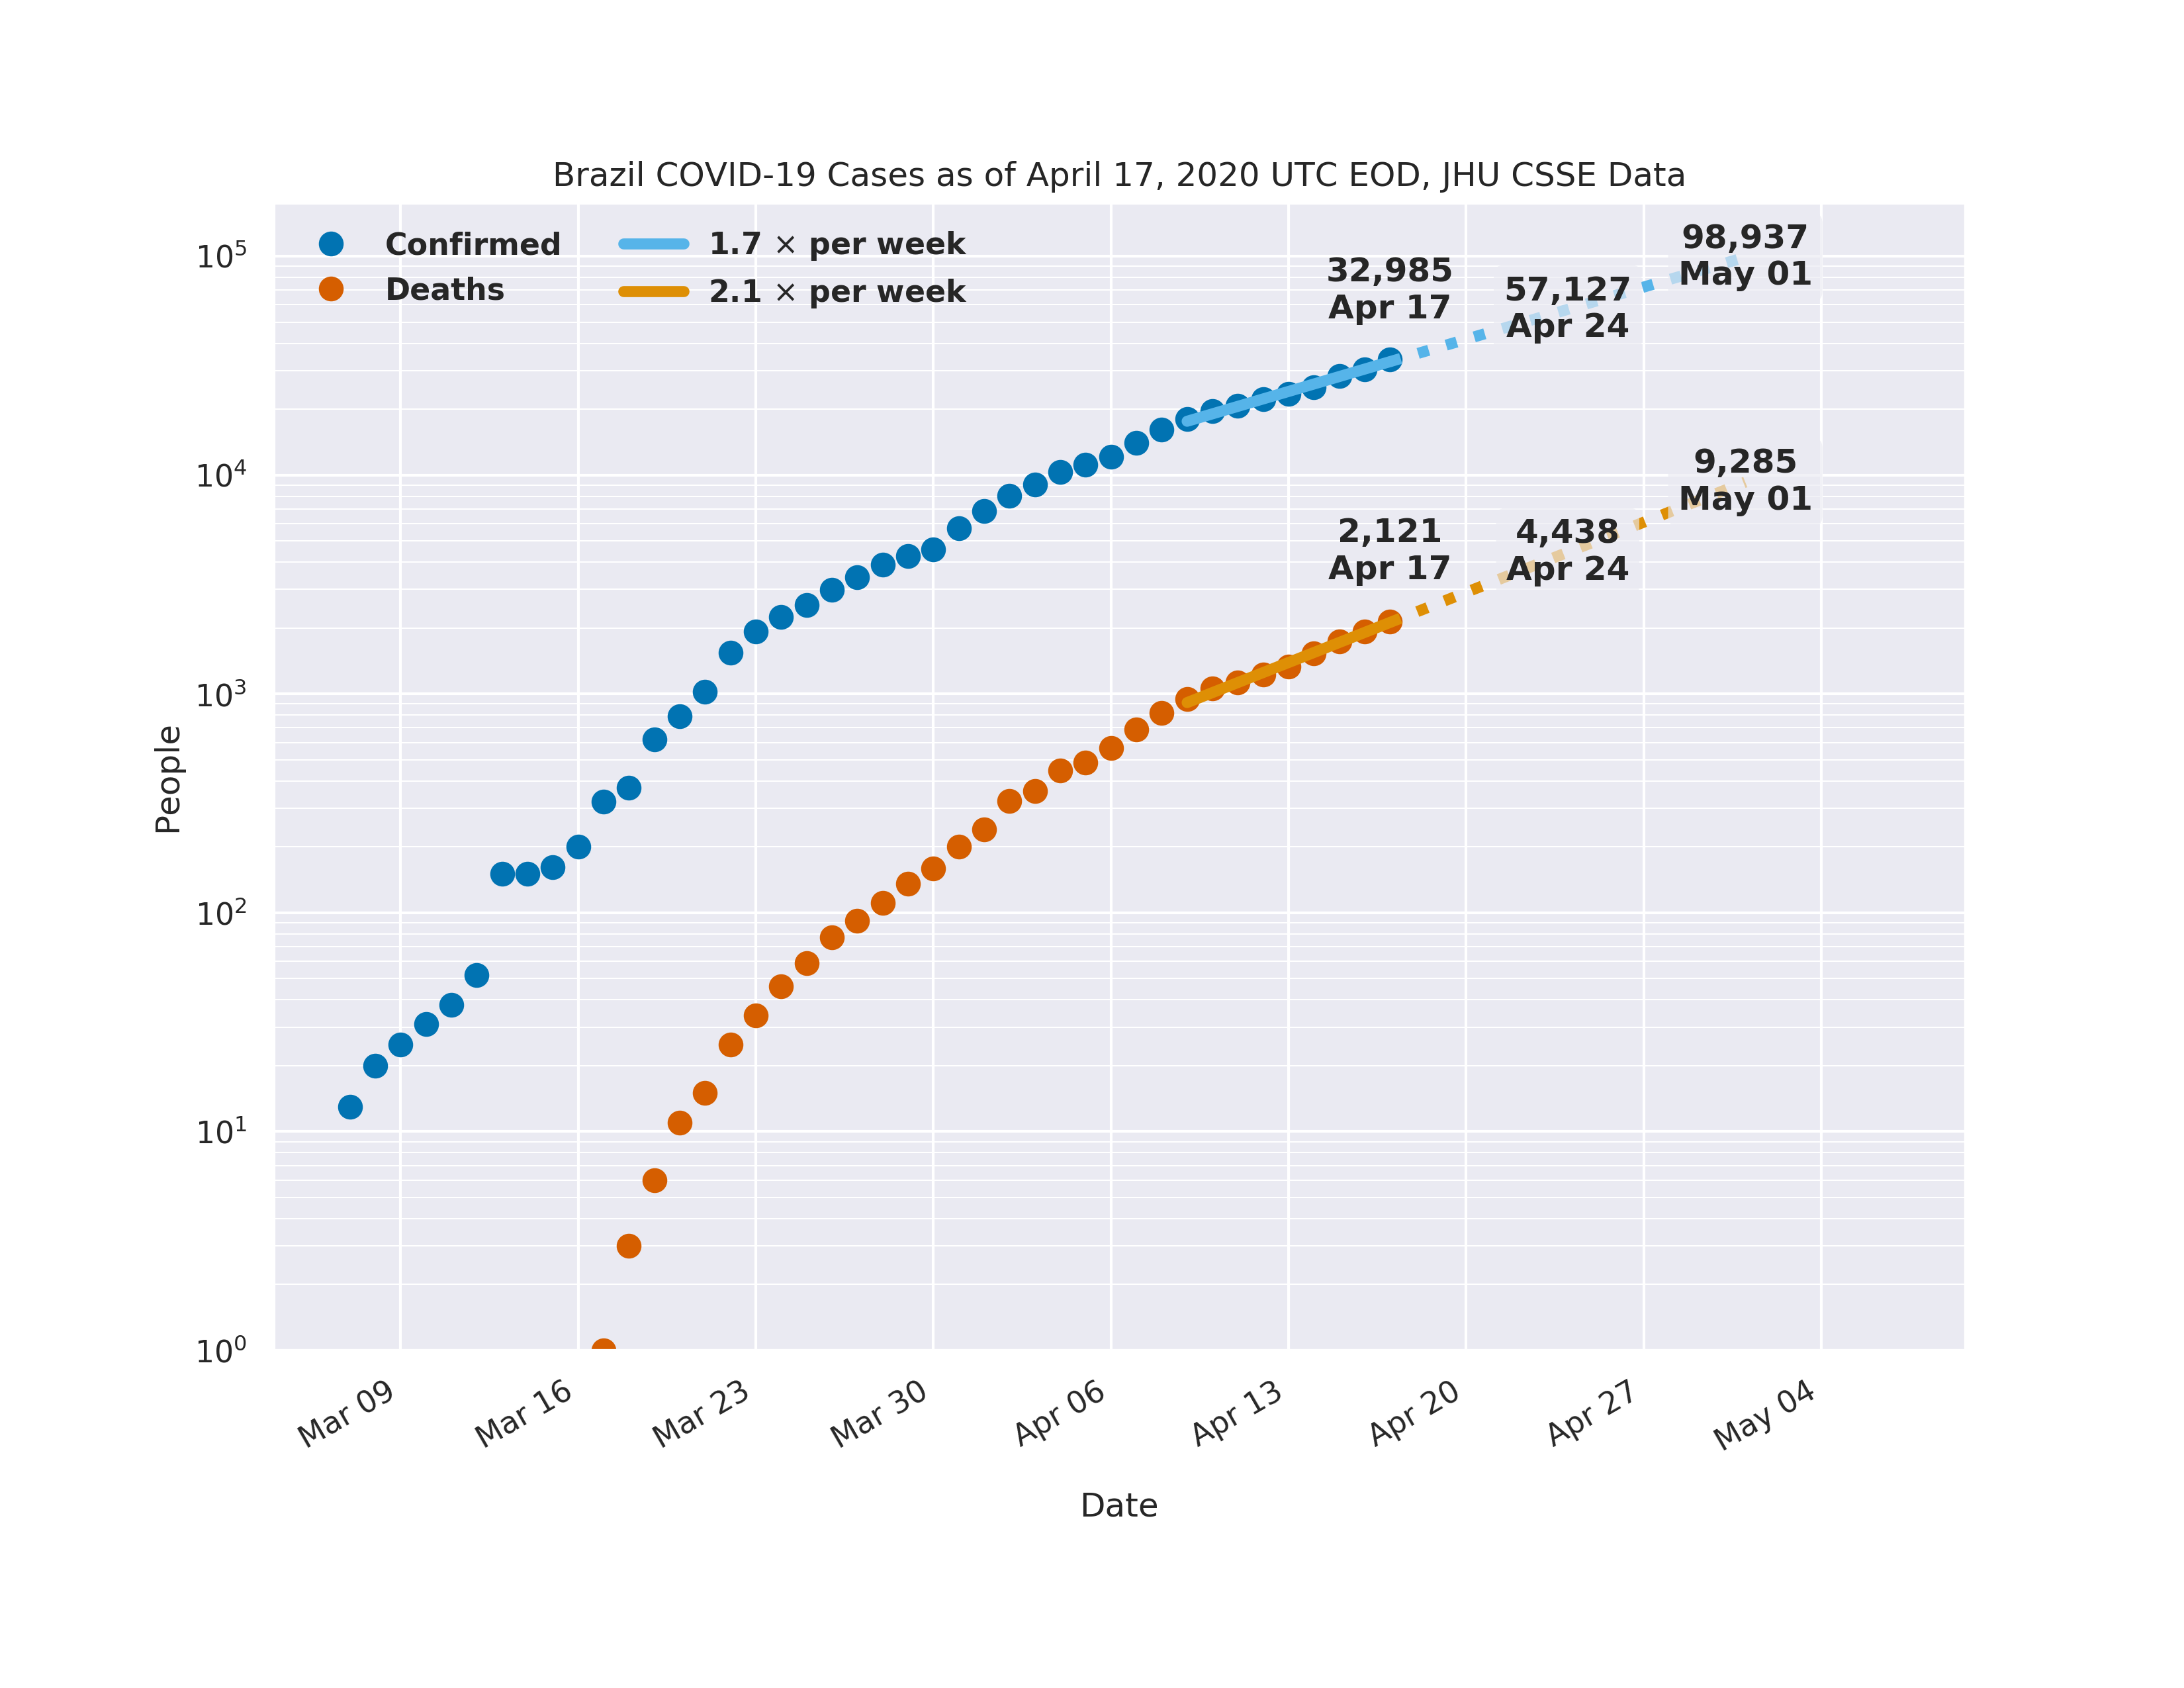 Brazil COVID-19 Cases as of April 17, 2020 UTC EOD, JHU CSSE Data
Confirmed
Deaths
1.7 × per week
2.1 × per week
32,985
Apr 17
57,127
Apr 24
98,937
May 01
2,121
Apr 17
4,438
Apr 24
9,285
May 01
People
10⁵
10⁴
10³
10²
10¹
10⁰
Mar 09
Mar 16
Mar 23
Mar 30
Apr 06
Apr 13
Apr 20
Apr 27
May 04
Date